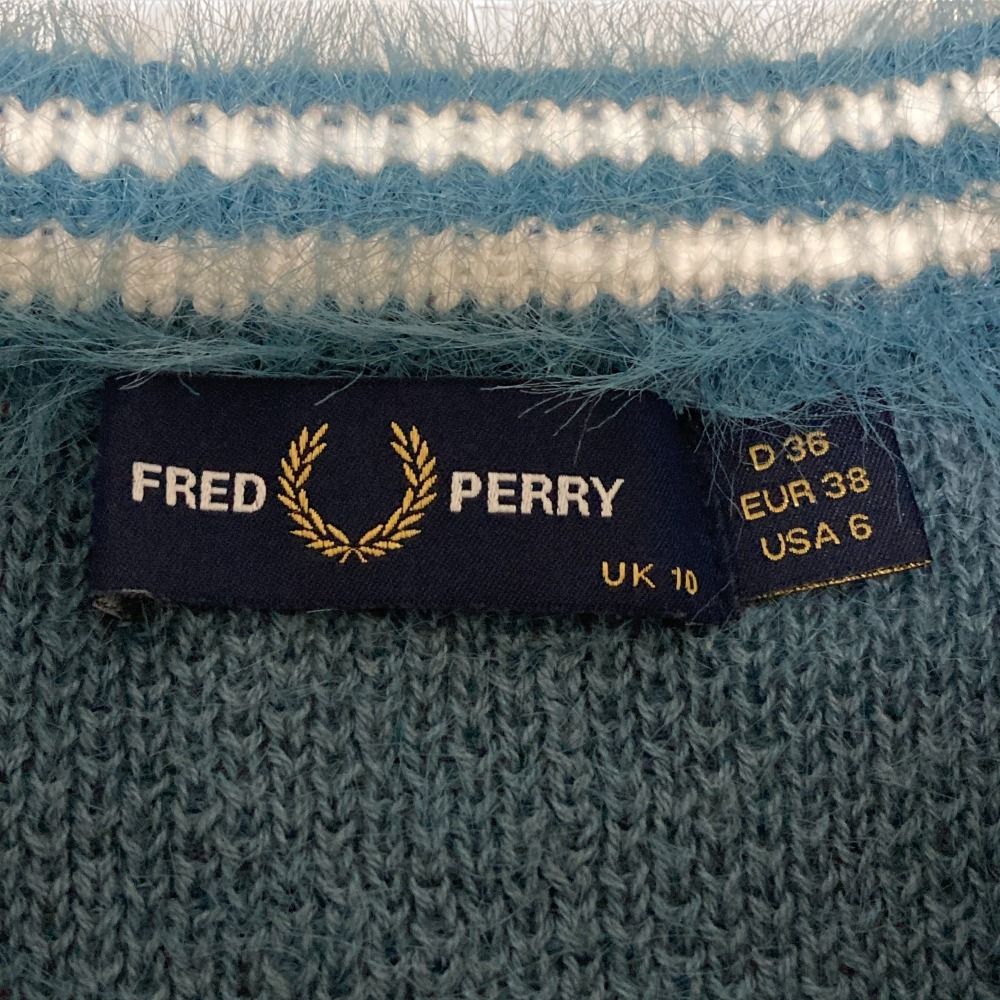 FRED PERRY
UK 10
D 36
EUR 38
USA 6